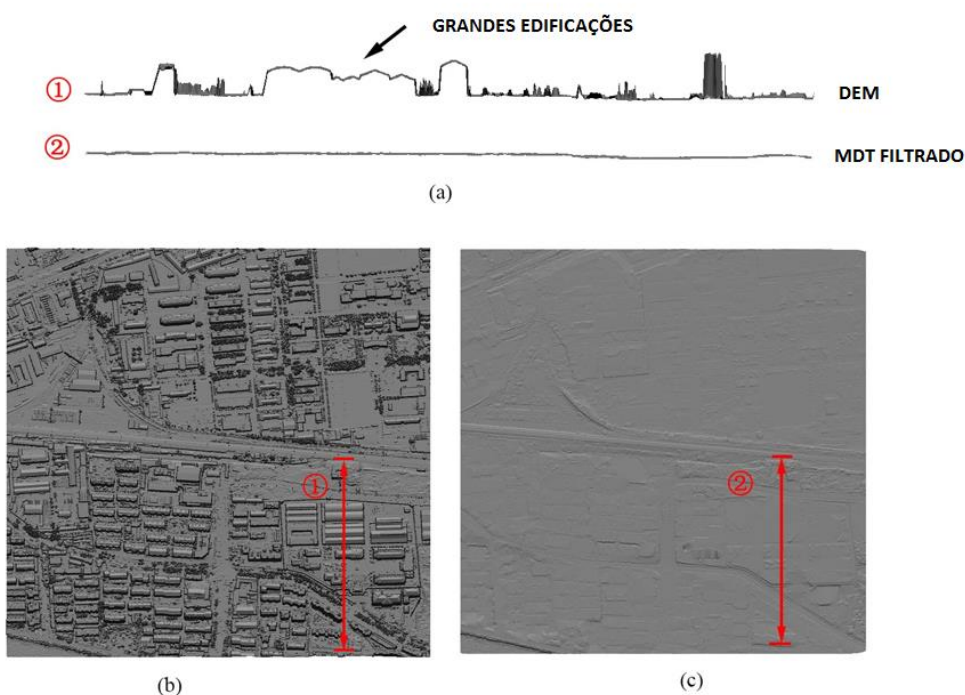 GRANDES EDIFICAÇÕES
① DEM
② MDT FILTRADO
(a)
① ②
(b) (c)